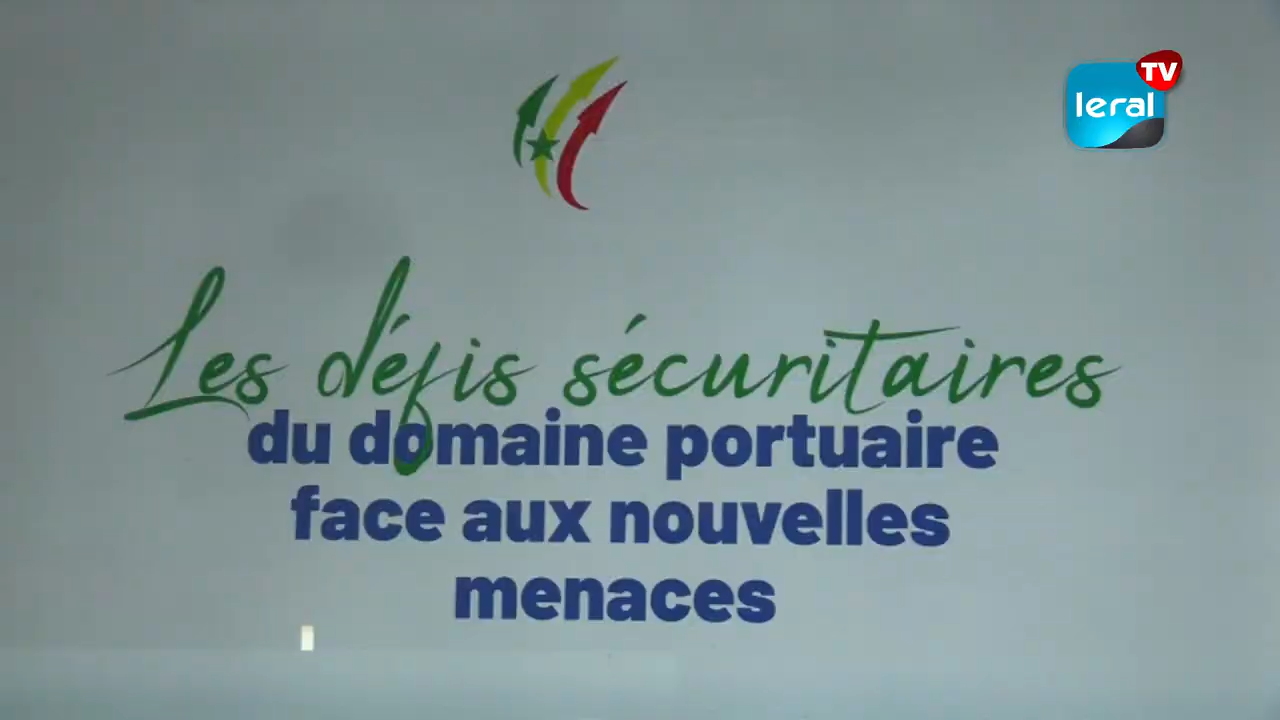 TV
leral
Les défis sécuritaires
du domaine portuaire
face aux nouvelles
menaces